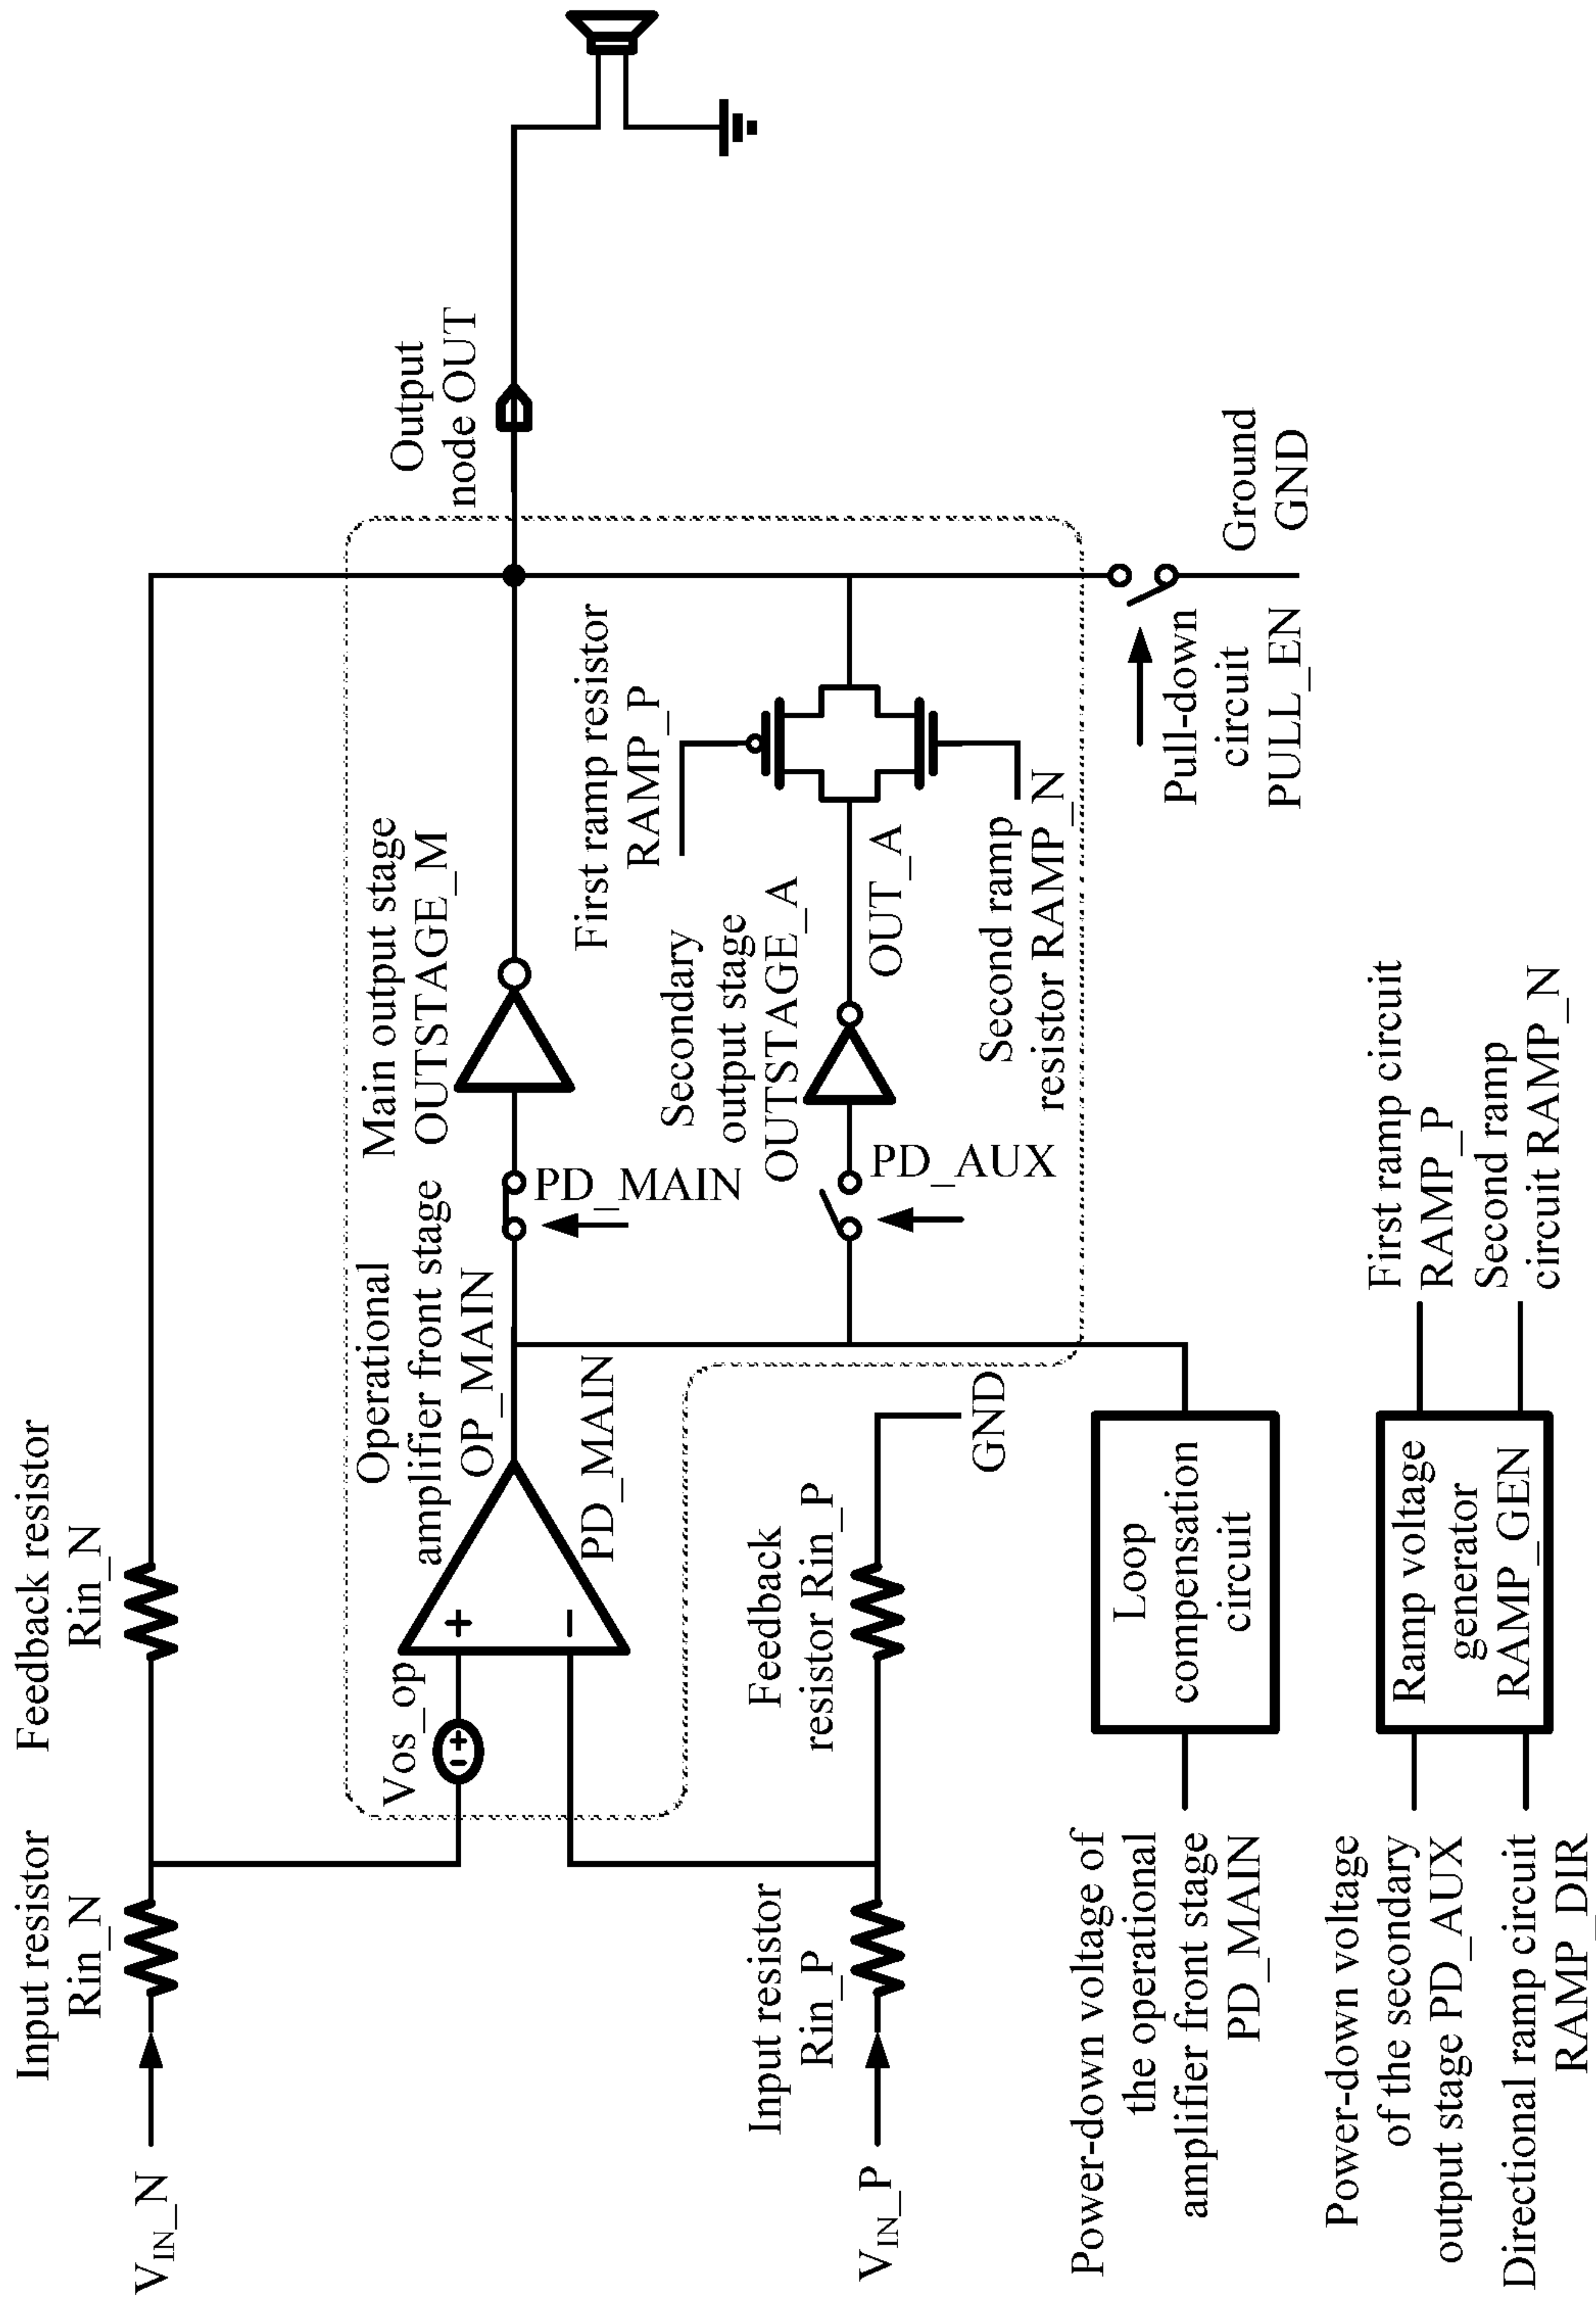 Feedback resistor
Rin_N
Input resistor
Rin_N
V_IN_N
Output
node OUT
Main output stage
OUTSTAGE_M
Operational
amplifier front stage
OP_MAIN
PD_MAIN
PD_MAIN
Vos_op
+
−
First ramp resistor
RAMP_P
Secondary
output stage
OUTSTAGE_A
OUT_A
PD_AUX
Second ramp
resistor RAMP_N
Feedback
resistor Rin_P
GND
Input resistor
Rin_P
V_IN_P
Ground
GND
Pull-down
circuit
PULL_EN
Loop
compensation
circuit
Power-down voltage of
the operational
amplifier front stage
PD_MAIN
First ramp circuit
RAMP_P
Second ramp
circuit RAMP_N
Ramp voltage
generator
RAMP_GEN
Power-down voltage
of the secondary
output stage PD_AUX
Directional ramp circuit
RAMP_DIR